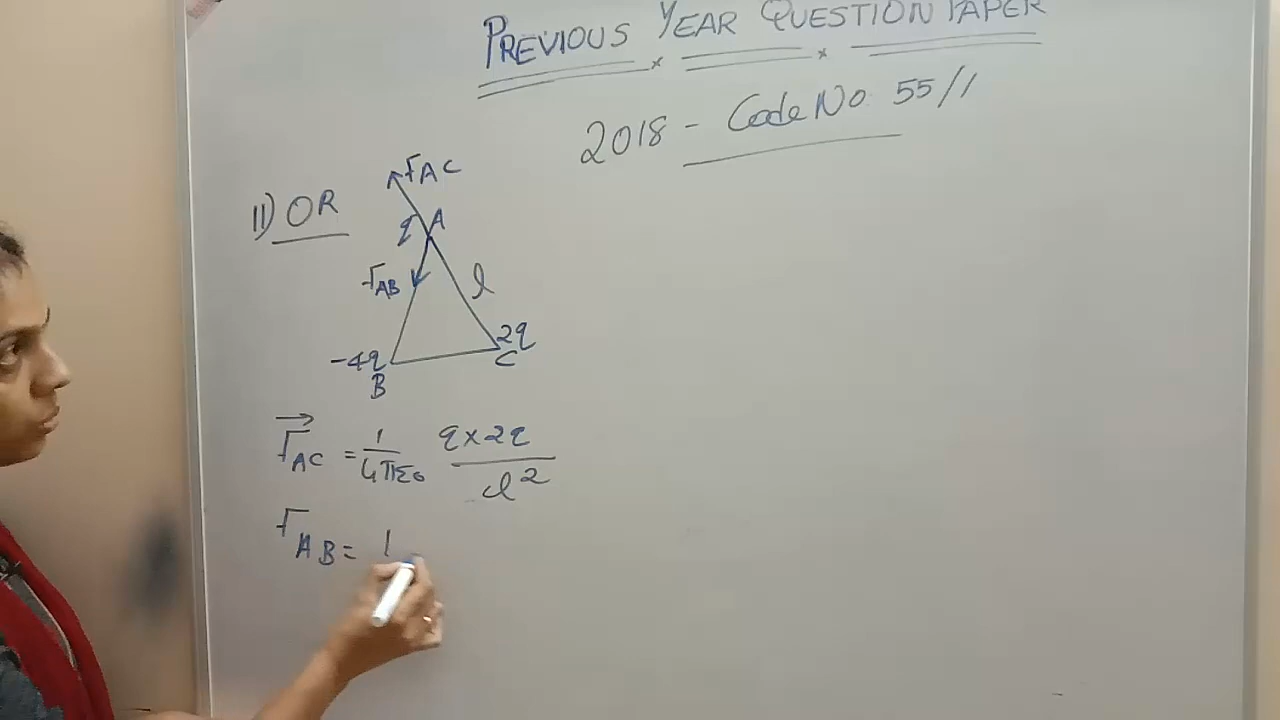 PREVIOUS YEAR QUESTION PAPER
2018 - Code No 55/1
11) OR
FAC
q A
FAB
l
-4q
B
2q
C
F⃗AC = 1/4πε0 q×2q/l²
FAB = 1